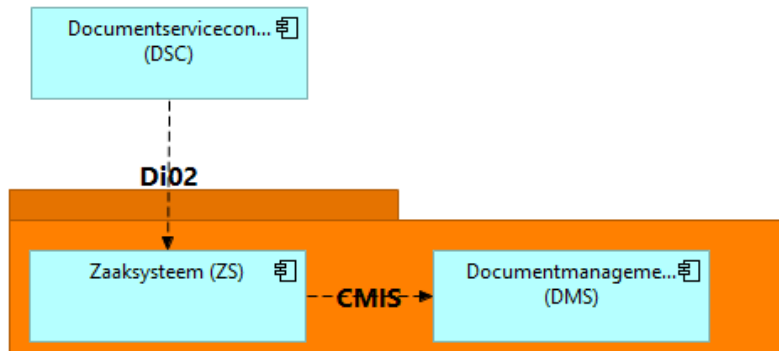 Documentservicecon...
(DSC)
Di02
Zaaksysteem (ZS)
CMIS
Documentmanageme...
(DMS)